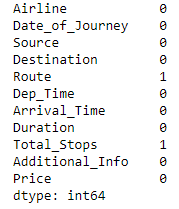 Airline 0
Date_of_Journey 0
Source 0
Destination 0
Route 1
Dep_Time 0
Arrival_Time 0
Duration 0
Total_Stops 1
Additional_Info 0
Price 0
dtype: int64